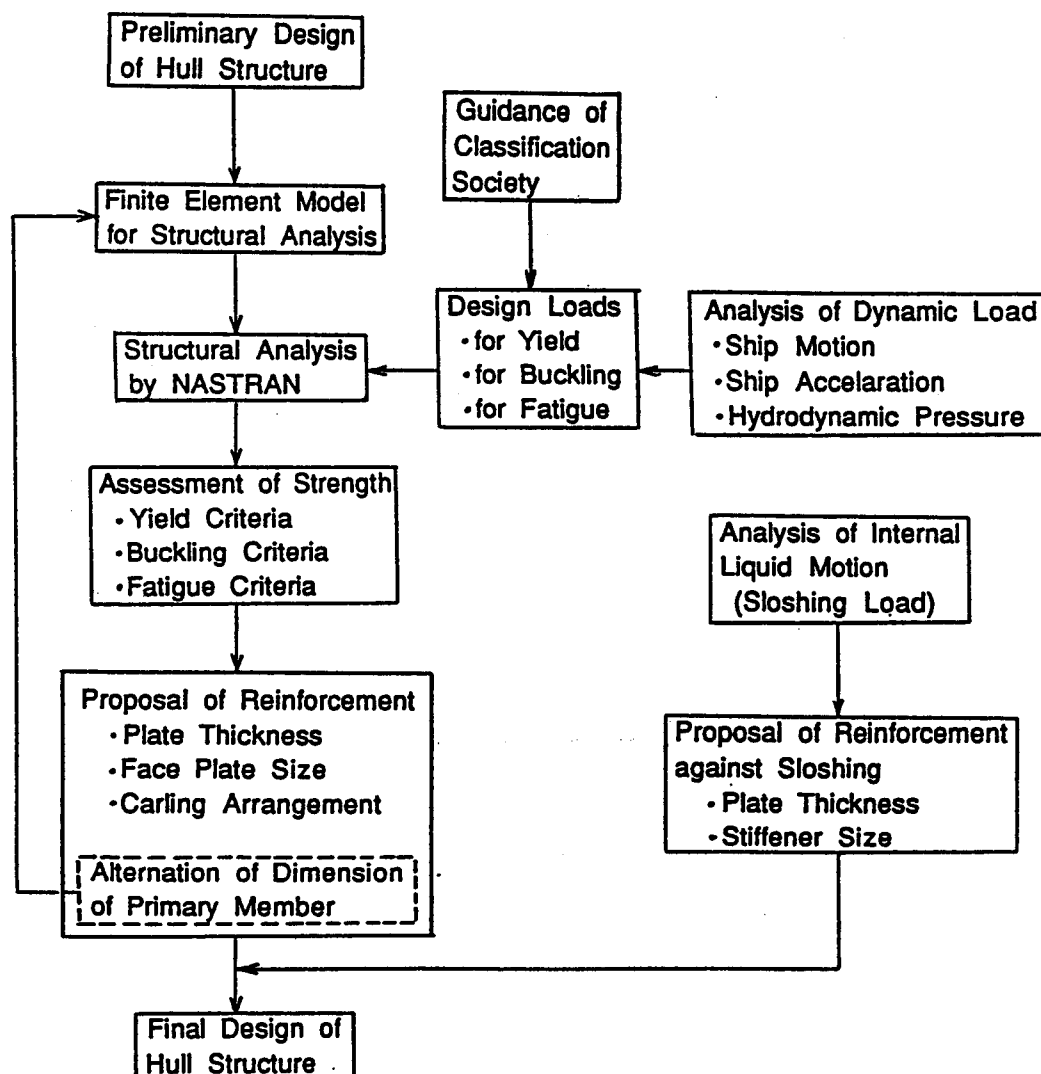 Preliminary Design
of Hull Structure
Guidance of
Classification
Society
Finite Element Model
for Structural Analysis
Design Loads
・for Yield
・for Buckling
・for Fatigue
Analysis of Dynamic Load
・Ship Motion
・Ship Accelaration
・Hydrodynamic Pressure
Structural Analysis
by NASTRAN
Assessment of Strength
・Yield Criteria
・Buckling Criteria
・Fatigue Criteria
Analysis of Internal
Liquid Motion
(Sloshing Load)
Proposal of Reinforcement
・Plate Thickness
・Face Plate Size
・Carling Arrangement
Alternation of Dimension
of Primary Member
Proposal of Reinforcement
against Sloshing
・Plate Thickness
・Stiffener Size
Final Design of
Hull Structure